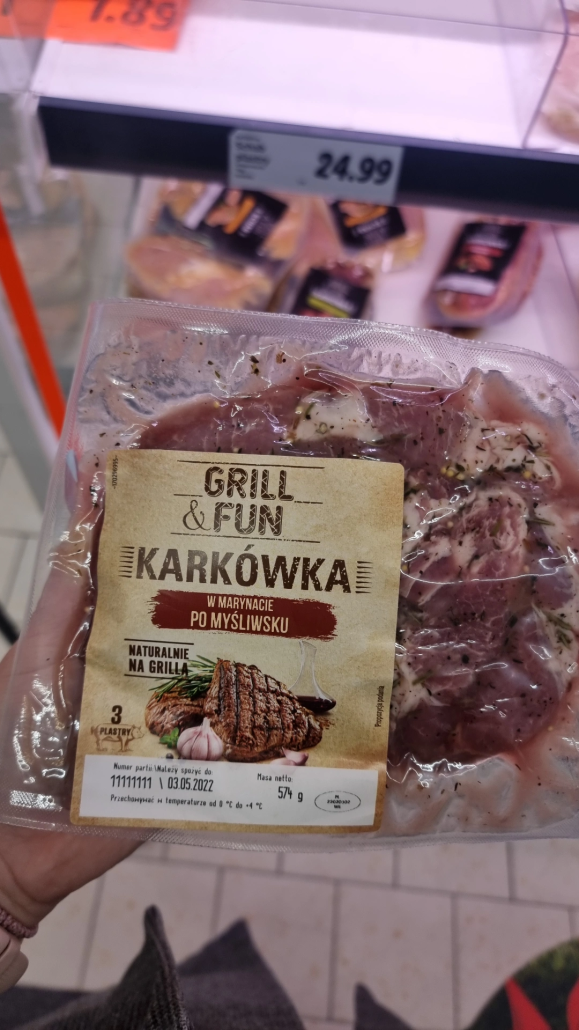 1.89
24.99
GRILL
& FUN
KARKÓWKA
W MARYNACIE
PO MYŚLIWSKU
NATURALNIE
NA GRILLA
3
PLASTRY
Propozycja podania
Numer partii \ Należy spożyć do:
11111111 \ 03.05.2022
Masa netto:
574 g
Przechowywać w temperaturze od 0 °C do +4 °C